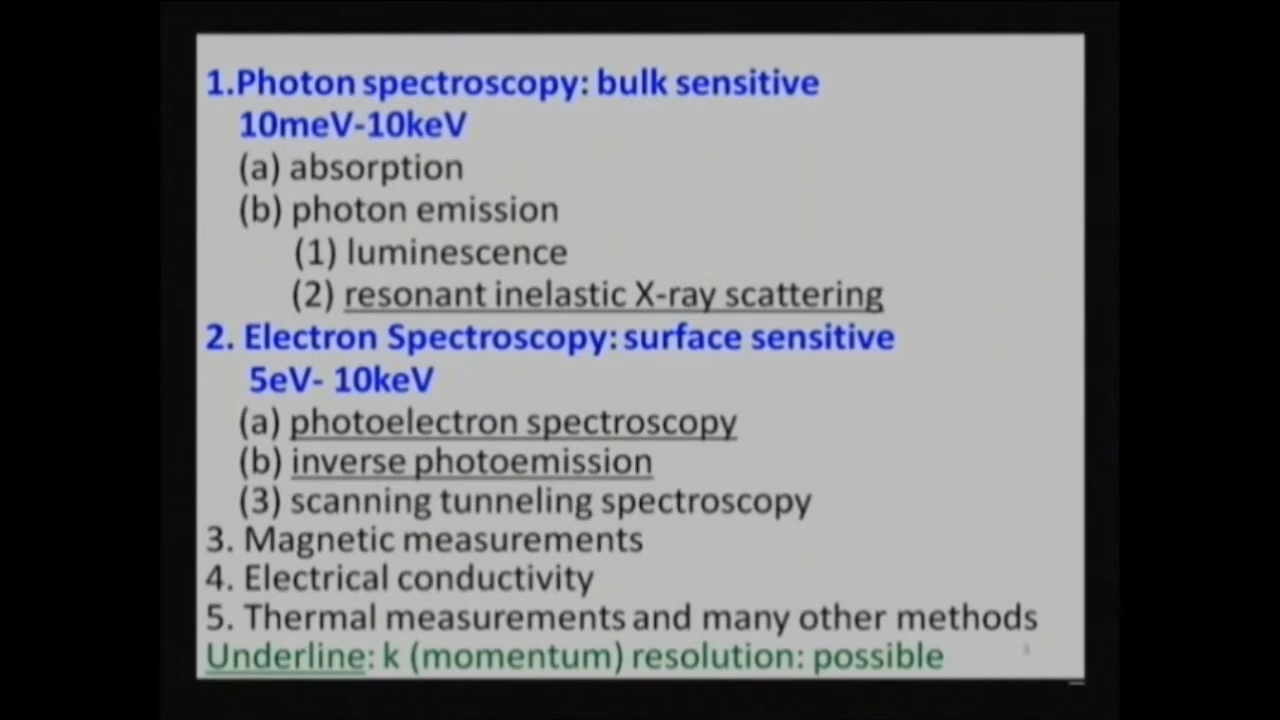 1.Photon spectroscopy: bulk sensitive
10meV-10keV
(a) absorption
(b) photon emission
(1) luminescence
(2) resonant inelastic X-ray scattering
2. Electron Spectroscopy: surface sensitive
5eV- 10keV
(a) photoelectron spectroscopy
(b) inverse photoemission
(3) scanning tunneling spectroscopy
3. Magnetic measurements
4. Electrical conductivity
5. Thermal measurements and many other methods
Underline: k (momentum) resolution: possible